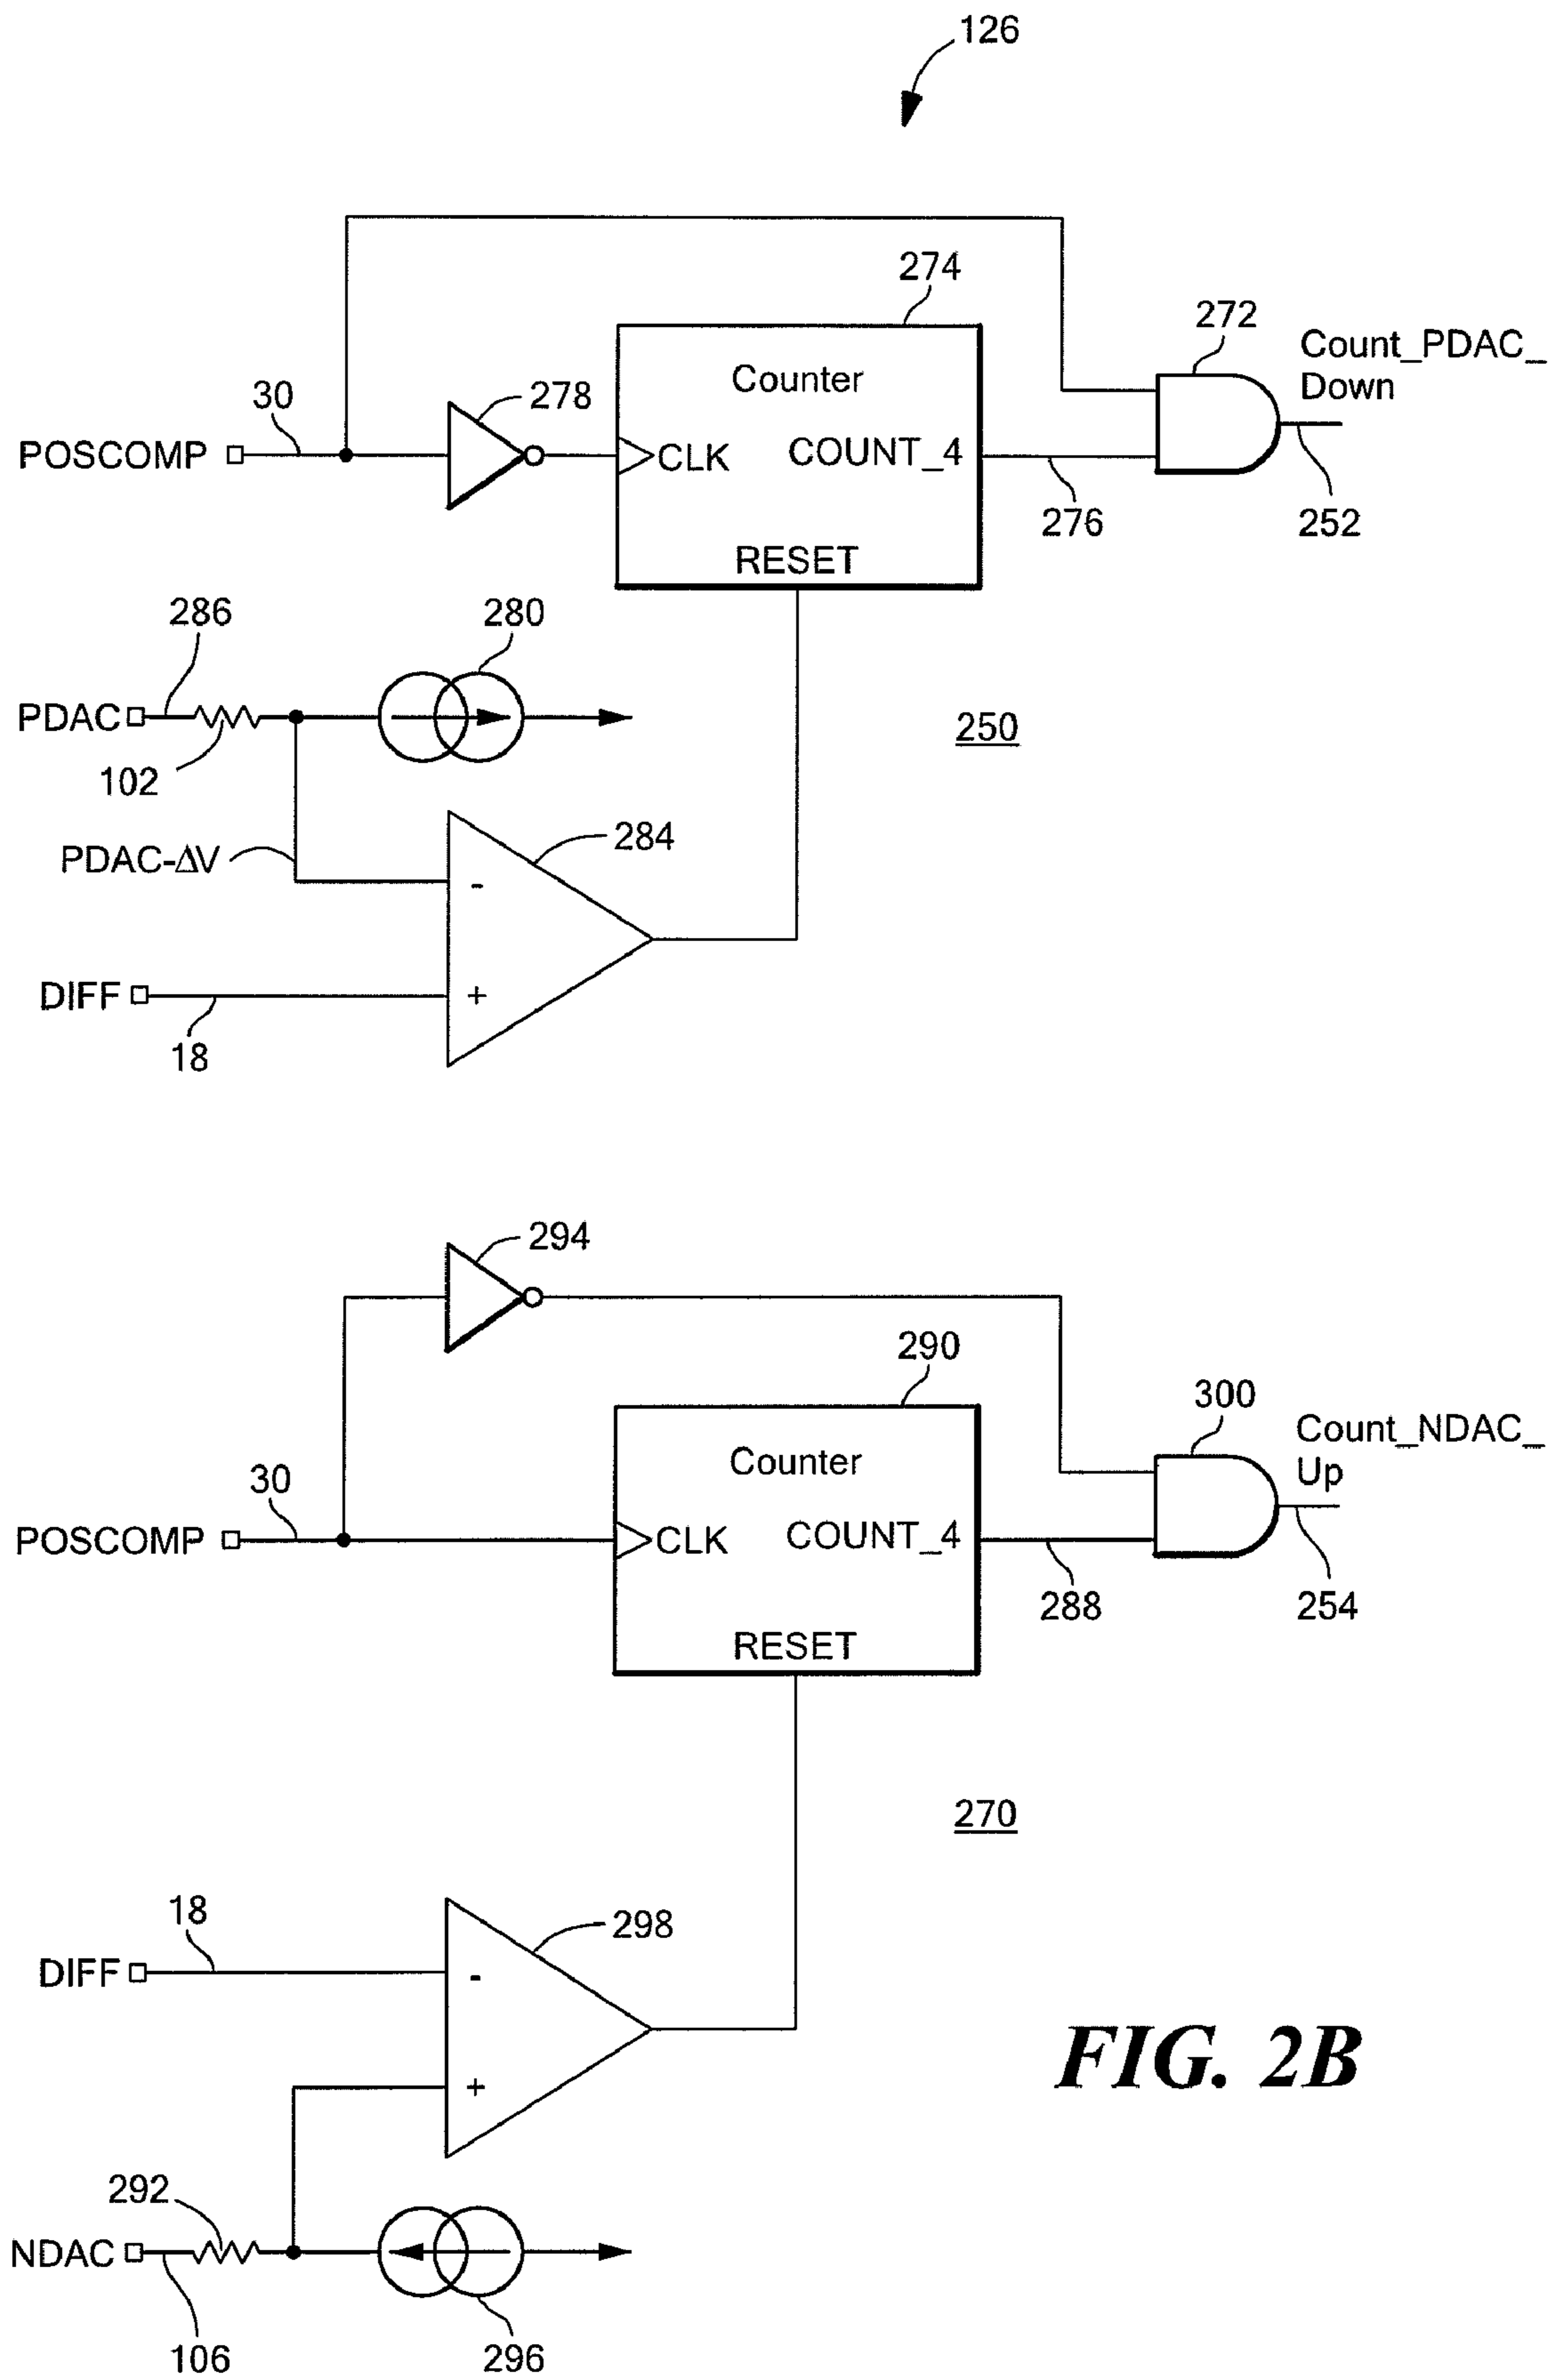 126
274
272
Count_PDAC_
Down
30
278
Counter
POSCOMP
CLK
COUNT_4
276
252
RESET
286
280
PDAC
250
102
284
PDAC-ΔV
-
DIFF
+
18
294
290
300
Count_NDAC_
Up
30
Counter
POSCOMP
CLK
COUNT_4
288
254
RESET
270
18
298
DIFF
-
FIG. 2B
+
292
NDAC
106
296